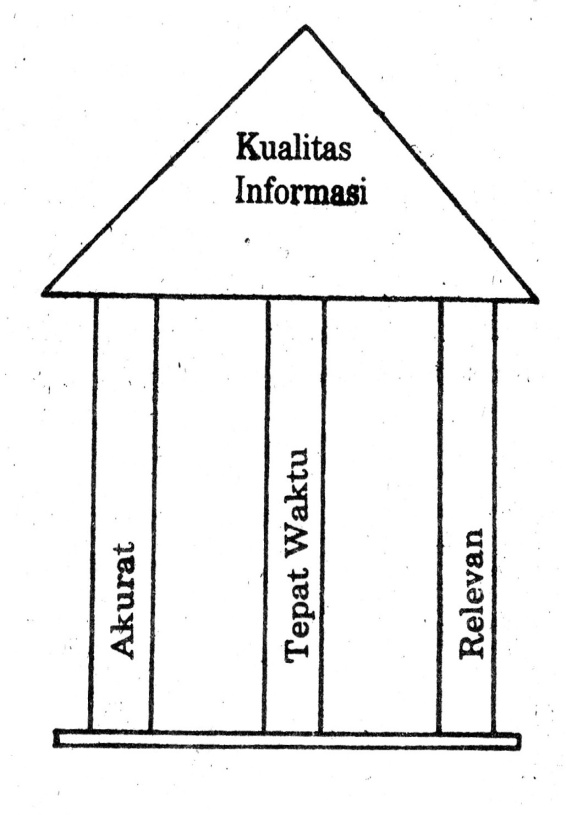 Kualitas
Informasi
Akurat
Tepat Waktu
Relevan